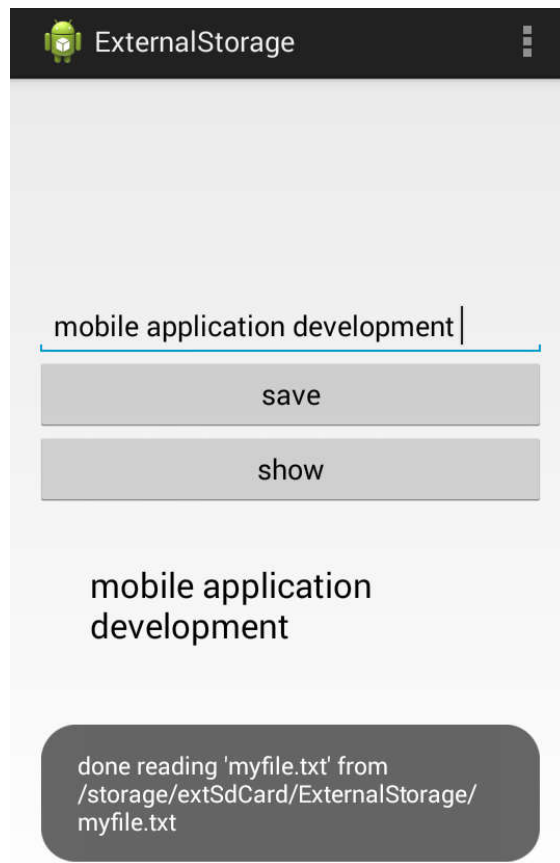 ExternalStorage
mobile application development
save
show
mobile application
development
done reading 'myfile.txt' from
/storage/extSdCard/ExternalStorage/
myfile.txt